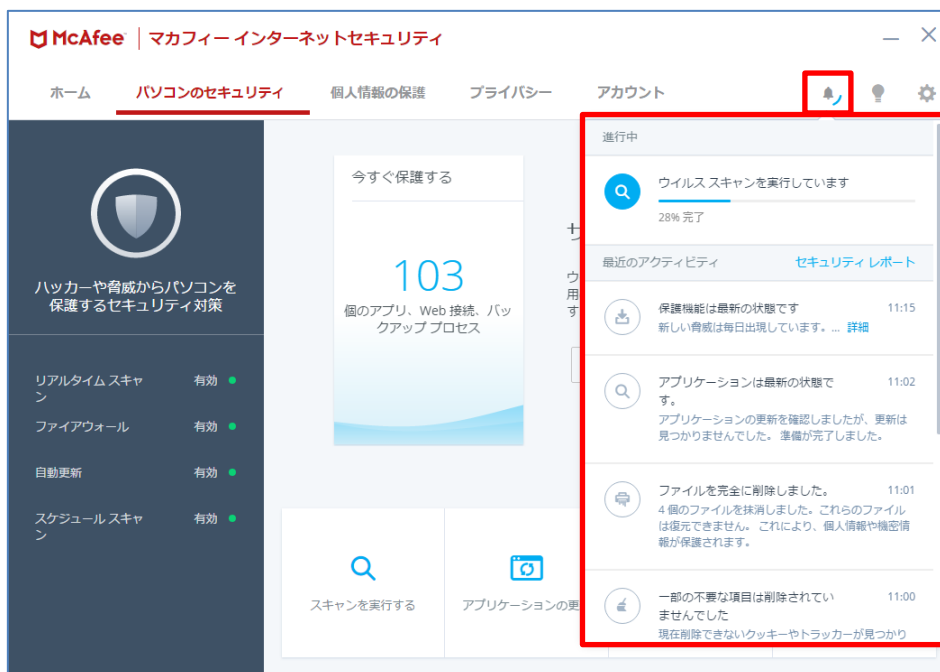 McAfee マカフィー インターネットセキュリティ
ホーム パソコンのセキュリティ 個人情報の保護 プライバシー アカウント
ハッカーや脅威からパソコンを
保護するセキュリティ対策
リアルタイム スキャ 有効
ン
ファイアウォール 有効
自動更新 有効
スケジュール スキャ 有効
ン
今すぐ保護する
103
個のアプリ、Web 接続、バッ
クアップ プロセス
ウ
用
す
スキャンを実行する
アプリケーションの更
進行中
ウイルス スキャンを実行しています
28% 完了
最近のアクティビティ セキュリティ レポート
保護機能は最新の状態です 11:15
新しい脅威は毎日出現しています。... 詳細
アプリケーションは最新の状態で 11:02
す。
アプリケーションの更新を確認しましたが、更新は
見つかりませんでした。 準備が完了しました。
ファイルを完全に削除しました。 11:01
4 個のファイルを抹消しました。これらのファイル
は復元できません。 これにより、個人情報や機密情
報が保護されます。
一部の不要な項目は削除されてい 11:00
ませんでした
現在削除できないクッキーやトラッカーが見つかり